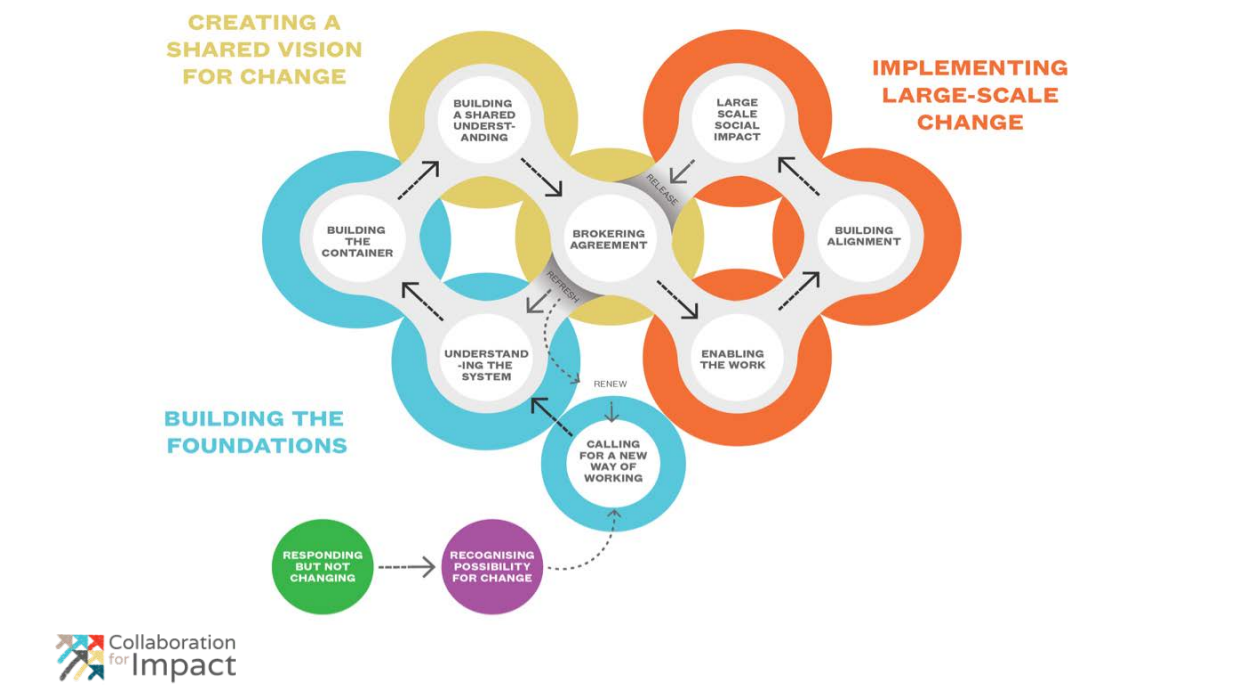 CREATING A
SHARED VISION
FOR CHANGE
IMPLEMENTING
LARGE-SCALE
CHANGE
BUILDING
A SHARED
UNDERST-
ANDING
LARGE
SCALE
SOCIAL
IMPACT
RELEASE
BUILDING
THE
CONTAINER
BROKERING
AGREEMENT
BUILDING
ALIGNMENT
REFRESH
UNDERSTAND
-ING THE
SYSTEM
ENABLING
THE WORK
RENEW
BUILDING THE
FOUNDATIONS
CALLING
FOR A NEW
WAY OF
WORKING
RESPONDING
BUT NOT
CHANGING
RECOGNISING
POSSIBILITY
FOR CHANGE
Collaboration
for Impact